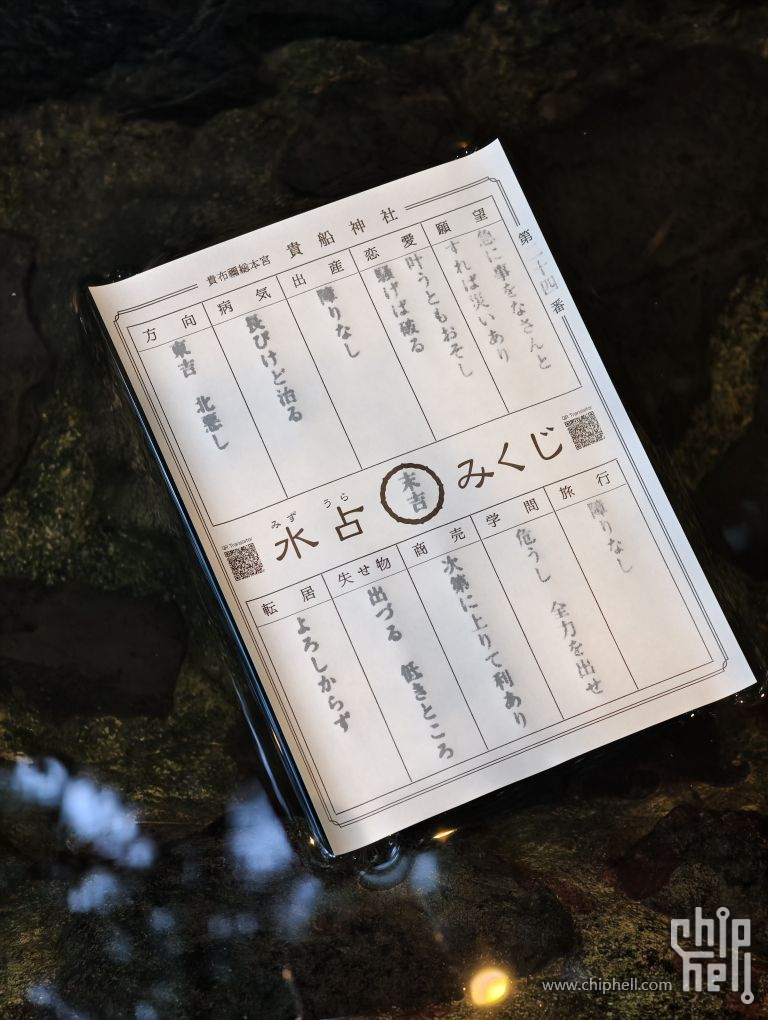 貴布禰総本宮 貴船神社
第二十四番
願望
急に事をなさんと
すれば災いあり
恋愛
叶うともおそし
騒げば破る
出産
障りなし
病気
長びけど治る
方向
東吉 北悪し
QR Translator
みずうら
水占
末吉
みくじ
QR Translator
旅行
障りなし
学問
危うし 全力を出せ
商売
次第に上りて利あり
失せ物
出づる 低きところ
転居
よろしからず
www.chiphell.com
chip
hell